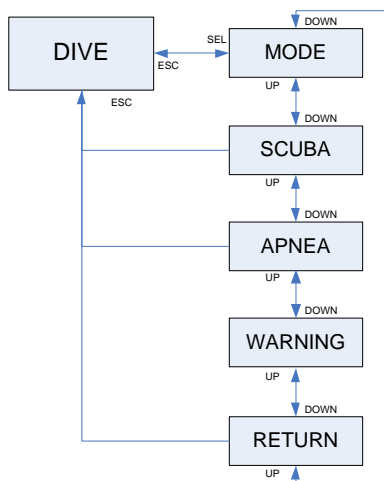 DOWN
SEL
DIVE
MODE
ESC
UP
ESC
DOWN
SCUBA
UP
DOWN
APNEA
UP
DOWN
WARNING
UP
DOWN
RETURN
UP